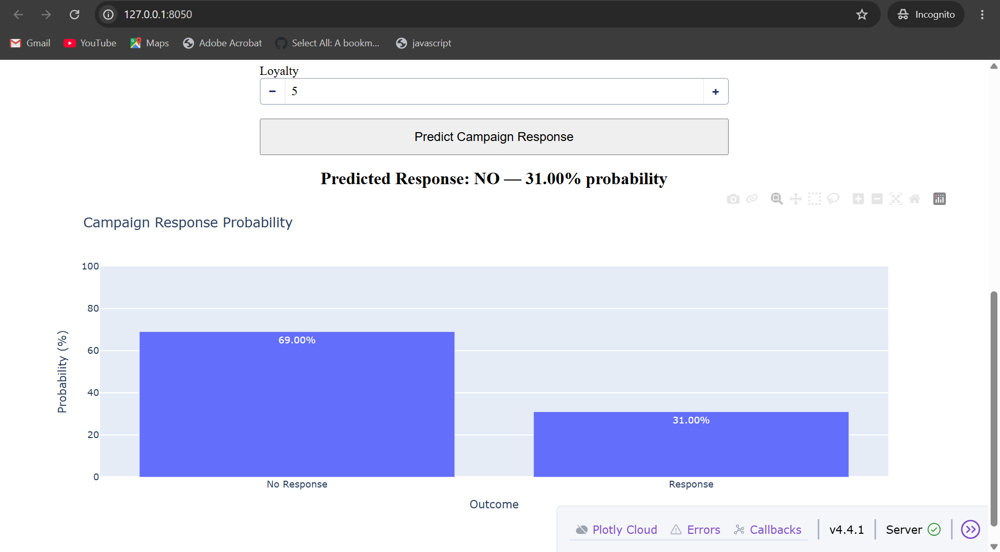 127.0.0.1:8050
Incognito
Gmail YouTube Maps Adobe Acrobat Select All: A bookm... javascript
Loyalty
− 5 +
Predict Campaign Response
Predicted Response: NO — 31.00% probability
Campaign Response Probability
100
80
60
40
20
0
Probability (%)
69.00%
31.00%
No Response
Response
Outcome
Plotly Cloud Errors Callbacks v4.4.1 Server